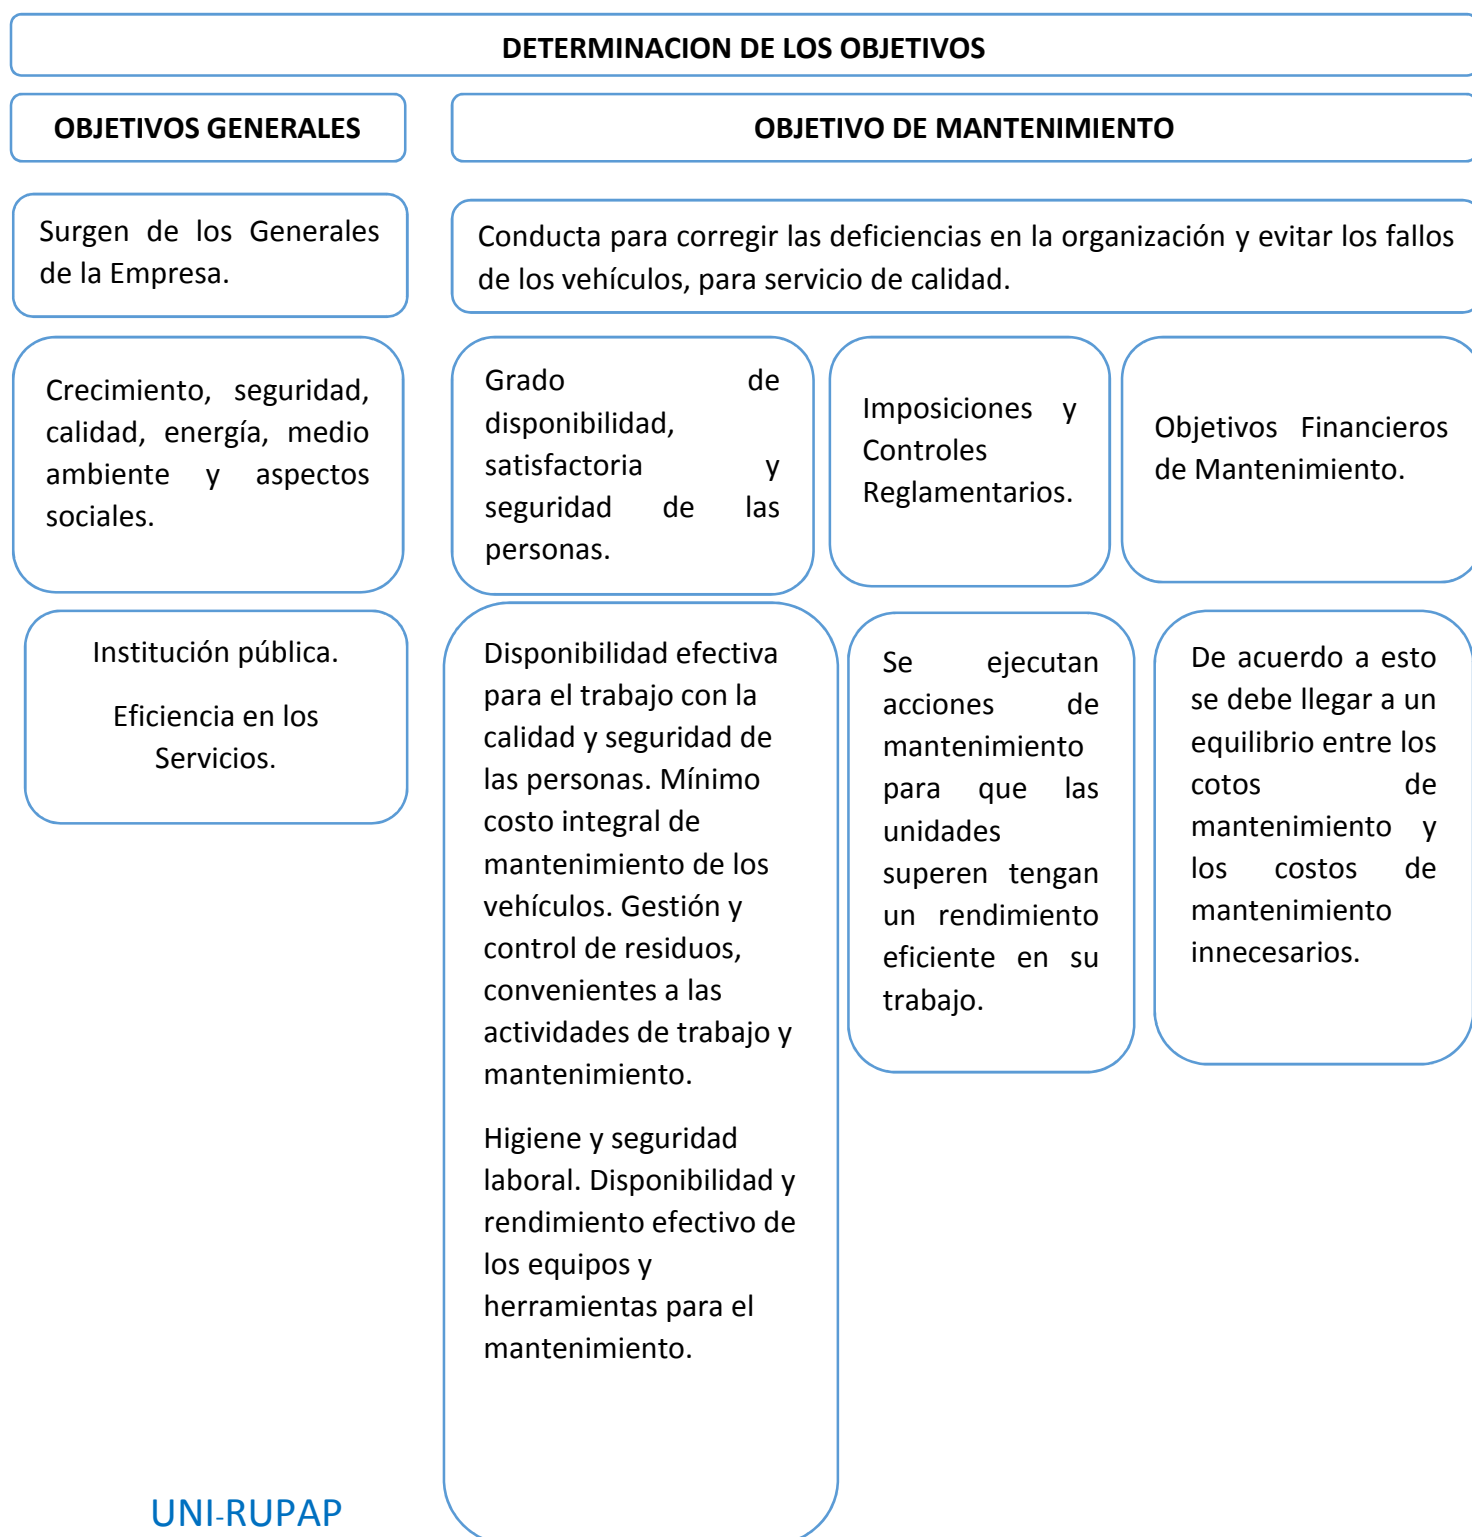 DETERMINACION DE LOS OBJETIVOS
OBJETIVOS GENERALES
OBJETIVO DE MANTENIMIENTO
Surgen de los Generales
de la Empresa.
Conducta para corregir las deficiencias en la organización y evitar los fallos
de los vehículos, para servicio de calidad.
Crecimiento, seguridad,
calidad, energía, medio
ambiente y aspectos
sociales.
Grado de
disponibilidad,
satisfactoria y
seguridad de las
personas.
Imposiciones y
Controles
Reglamentarios.
Objetivos Financieros
de Mantenimiento.
Institución pública.
Eficiencia en los
Servicios.
Disponibilidad efectiva
para el trabajo con la
calidad y seguridad de
las personas. Mínimo
costo integral de
mantenimiento de los
vehículos. Gestión y
control de residuos,
convenientes a las
actividades de trabajo y
mantenimiento.
Higiene y seguridad
laboral. Disponibilidad y
rendimiento efectivo de
los equipos y
herramientas para el
mantenimiento.
Se ejecutan
acciones de
mantenimiento
para que las
unidades
superen tengan
un rendimiento
eficiente en su
trabajo.
De acuerdo a esto
se debe llegar a un
equilibrio entre los
cotos de
mantenimiento y
los costos de
mantenimiento
innecesarios.
UNI-RUPAP